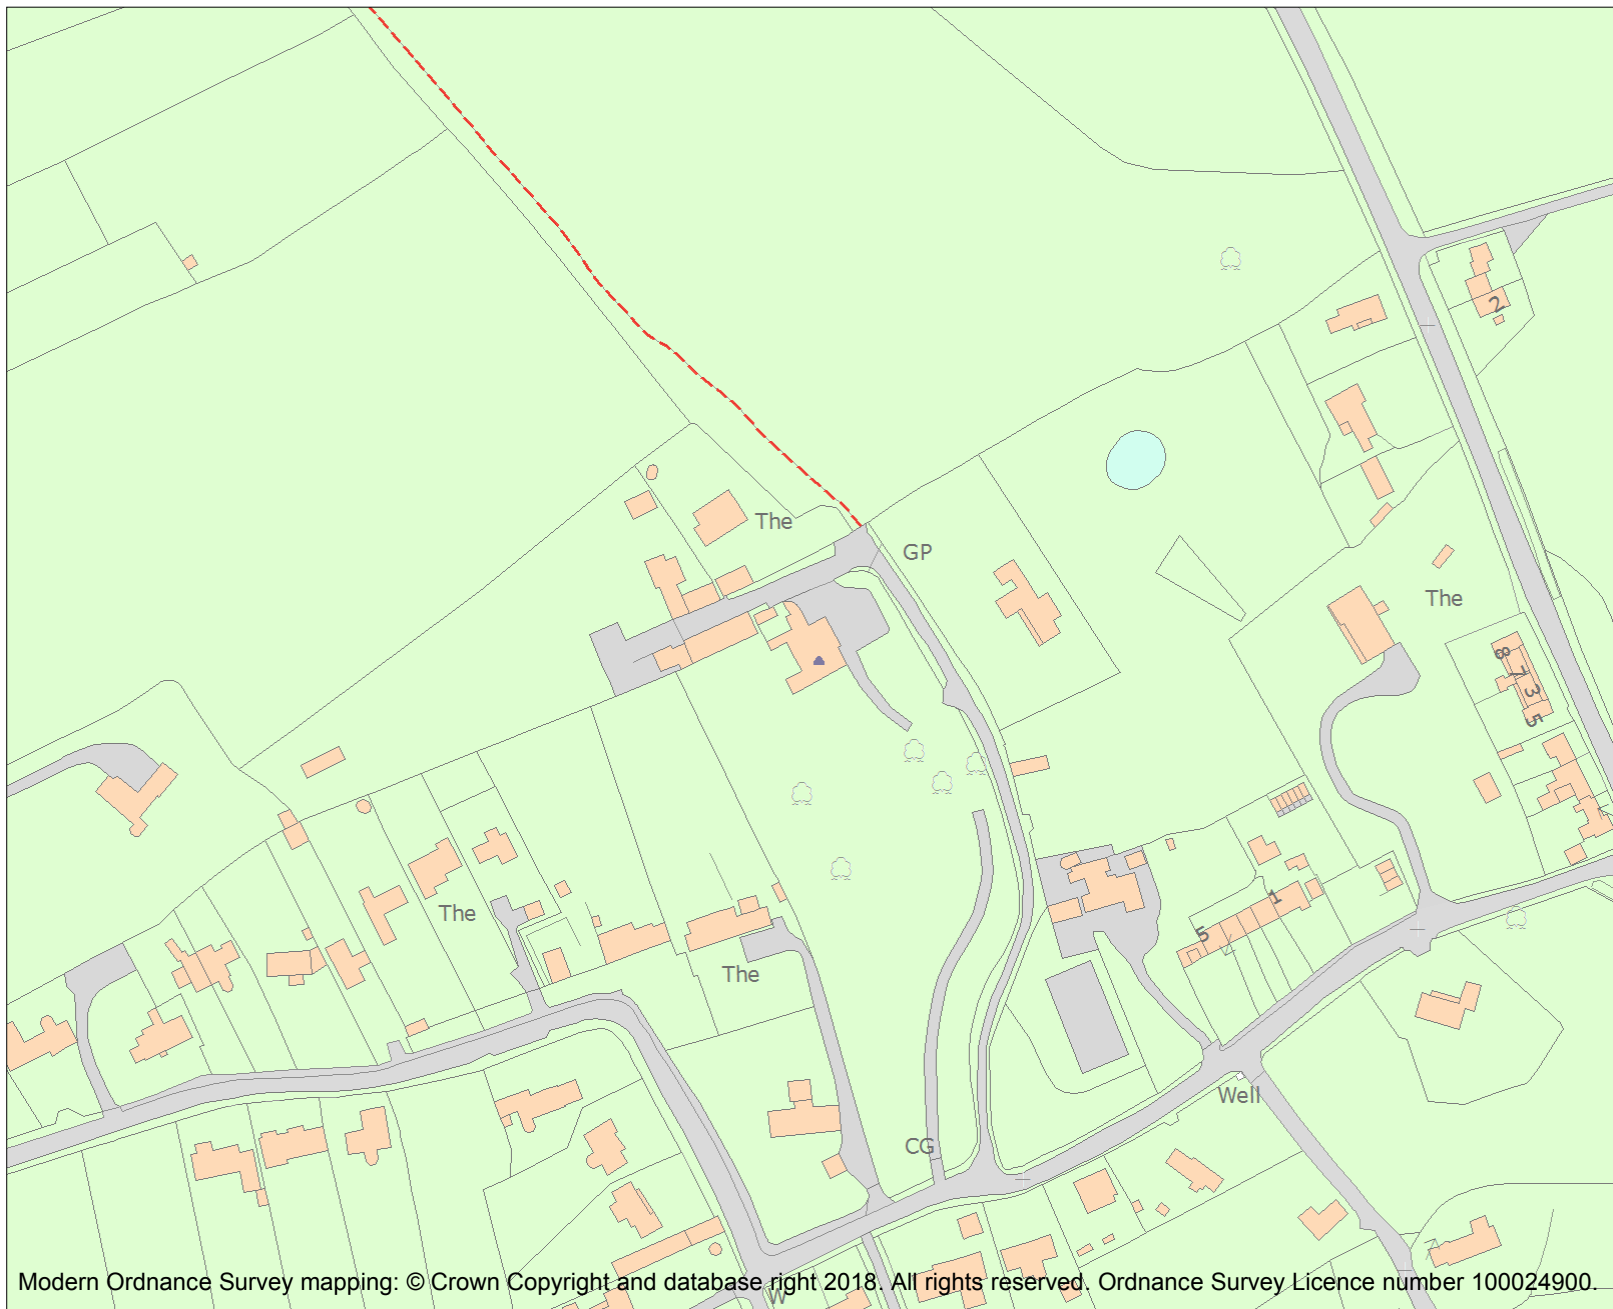 2
The
GP
The
8
7
3
5
The
1
5
The
Well
CG
W
Modern Ordnance Survey mapping: © Crown Copyright and database right 2018. All rights reserved. Ordnance Survey Licence number 100024900.